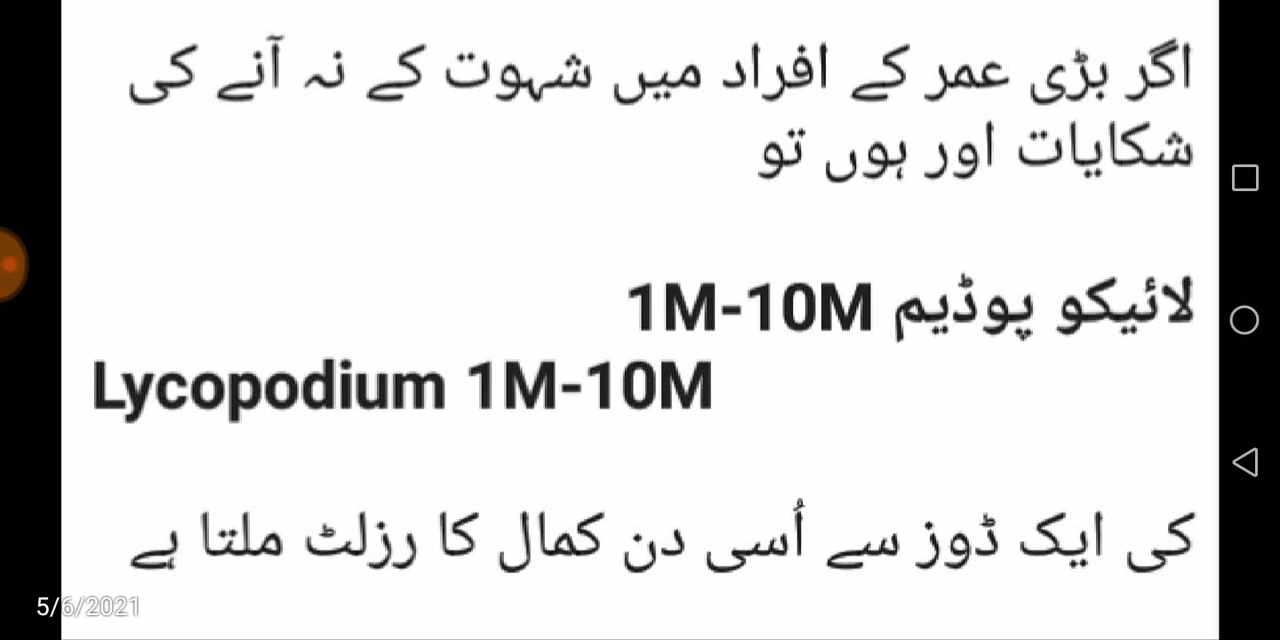 اگر بڑی عمر کے افراد میں شہوت کے نہ آنے کی
شکایات اور ہوں تو
لائیکو پوڈیم 1M-10M
Lycopodium 1M-10M
کی ایک ڈوز سے اُسی دن کمال کا رزلٹ ملتا ہے
5/6/2021